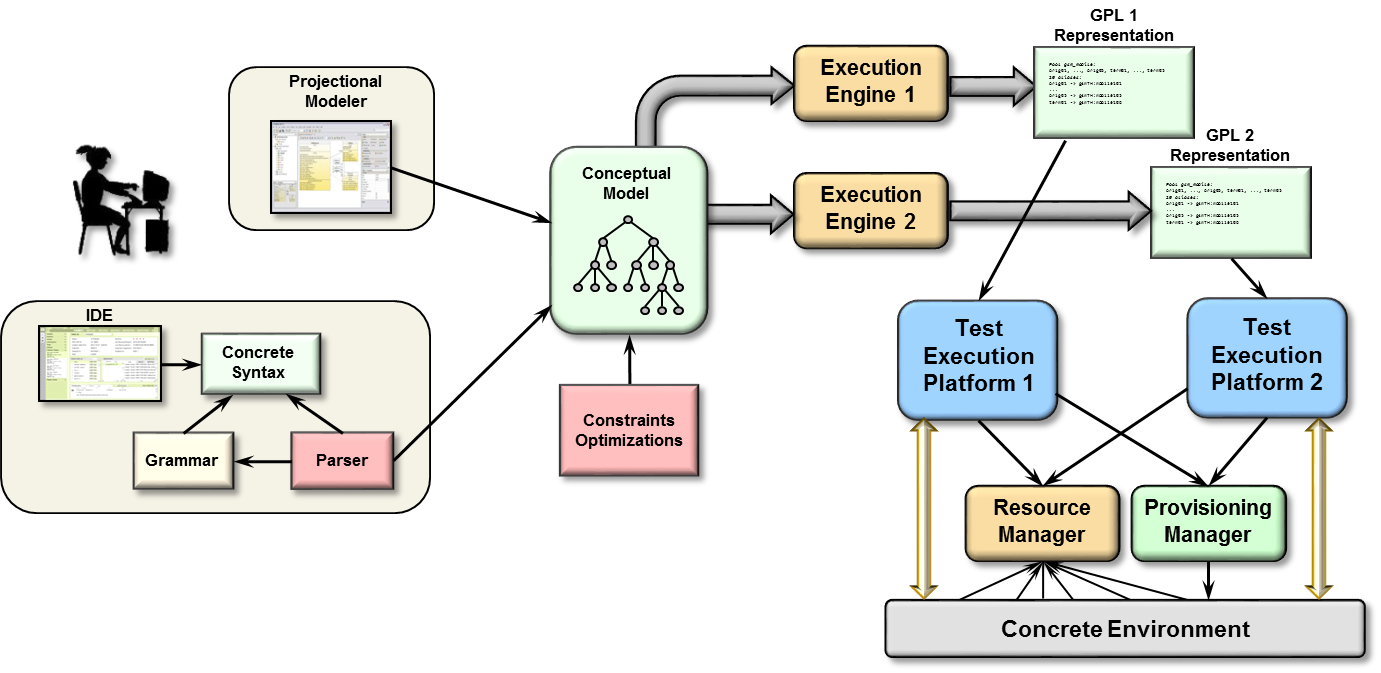 GPL 1
Representation
Execution
Engine 1
Projectional
Modeler
GPL 2
Representation
Conceptual
Model
Execution
Engine 2
IDE
Concrete
Syntax
Grammar
Parser
Constraints
Optimizations
Test
Execution
Platform 1
Test
Execution
Platform 2
Resource
Manager
Provisioning
Manager
Concrete Environment